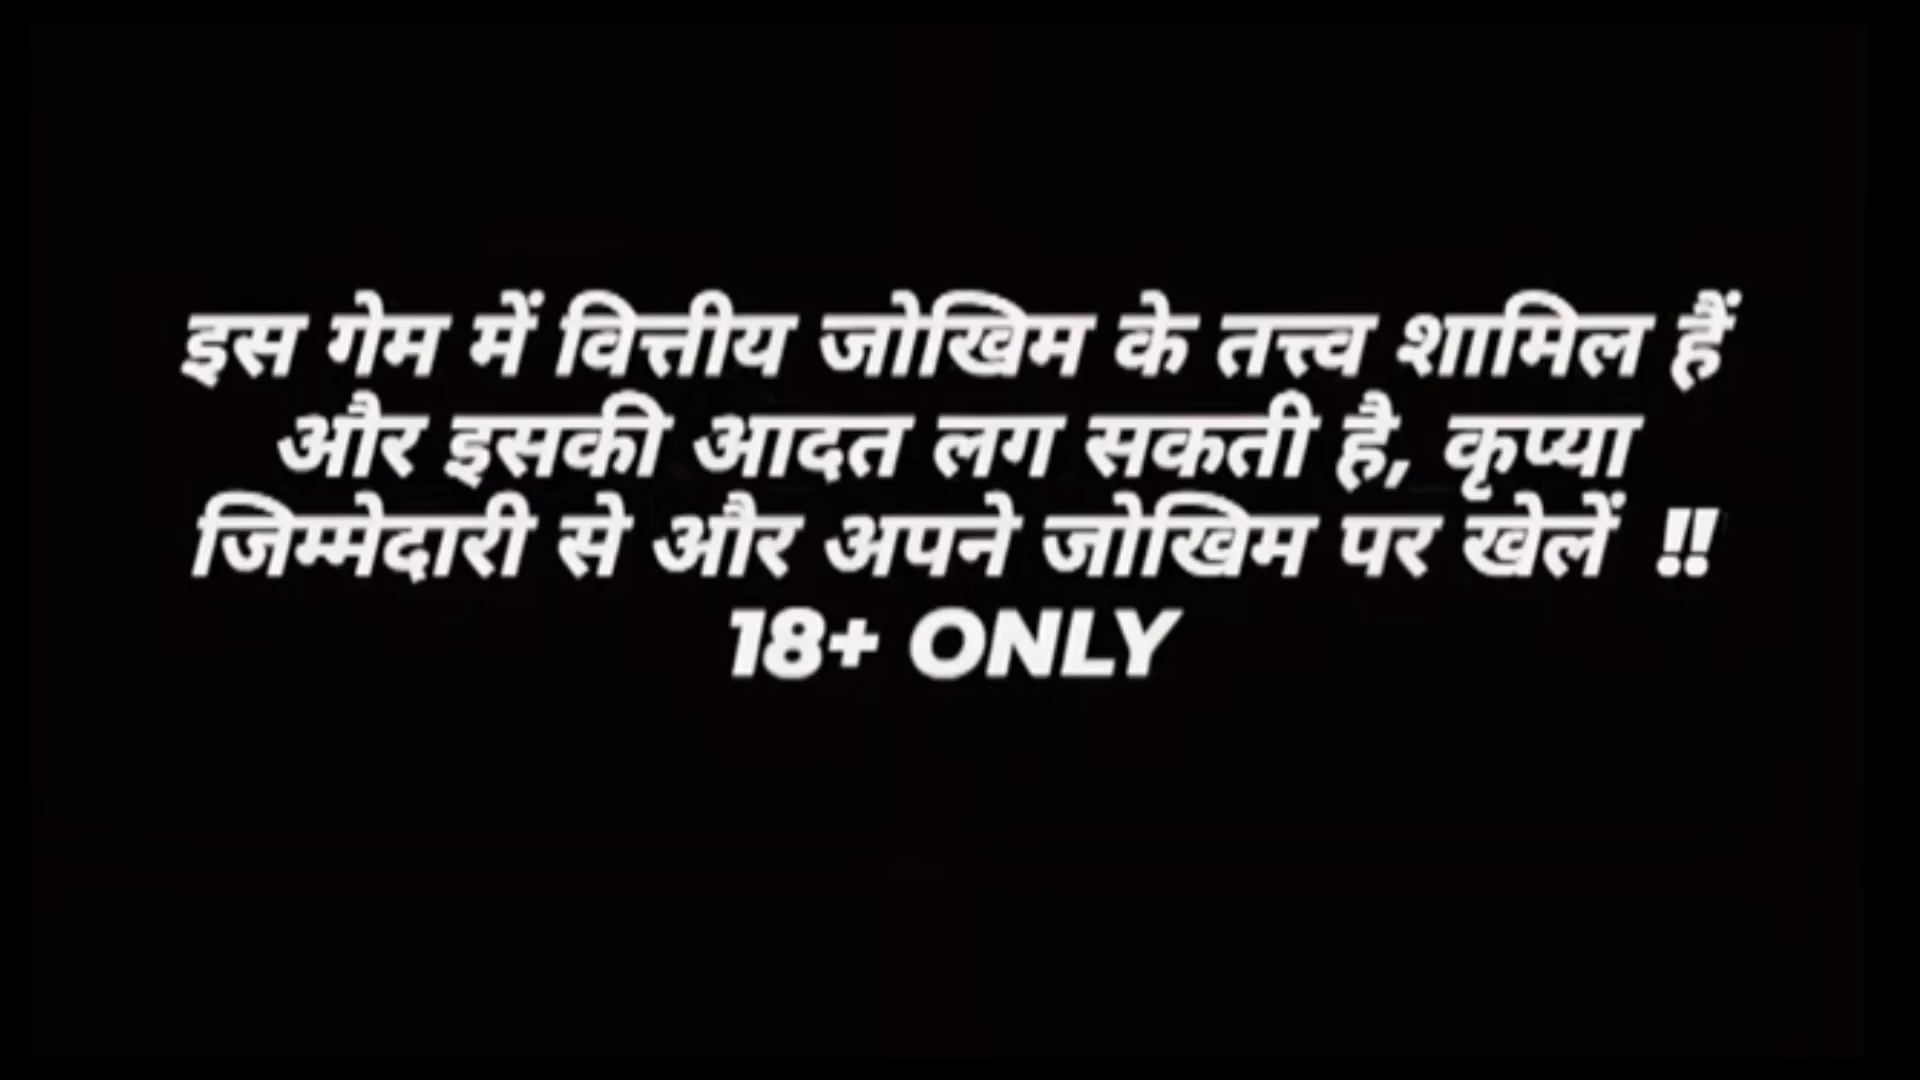 इस गेम में वित्तीय जोखिम के तत्त्व शामिल हैं
और इसकी आदत लग सकती है, कृप्या
जिम्मेदारी से और अपने जोखिम पर खेलें !!
18+ ONLY